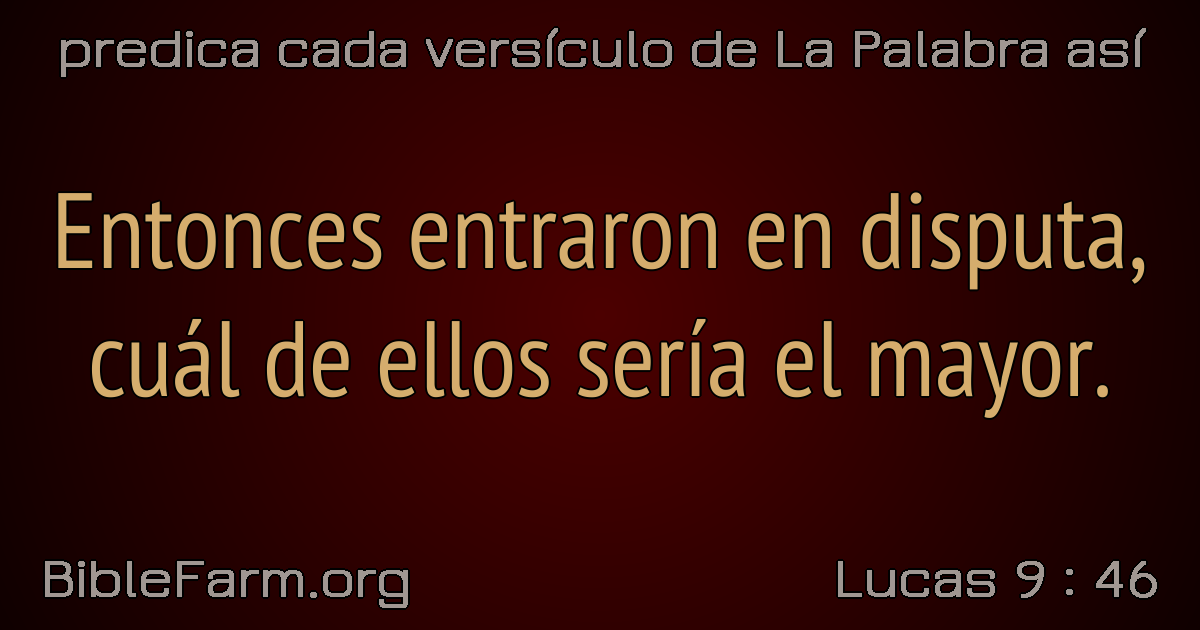 predica cada versículo de La Palabra así
Entonces entraron en disputa,
cuál de ellos sería el mayor.
BibleFarm.org
Lucas 9 : 46